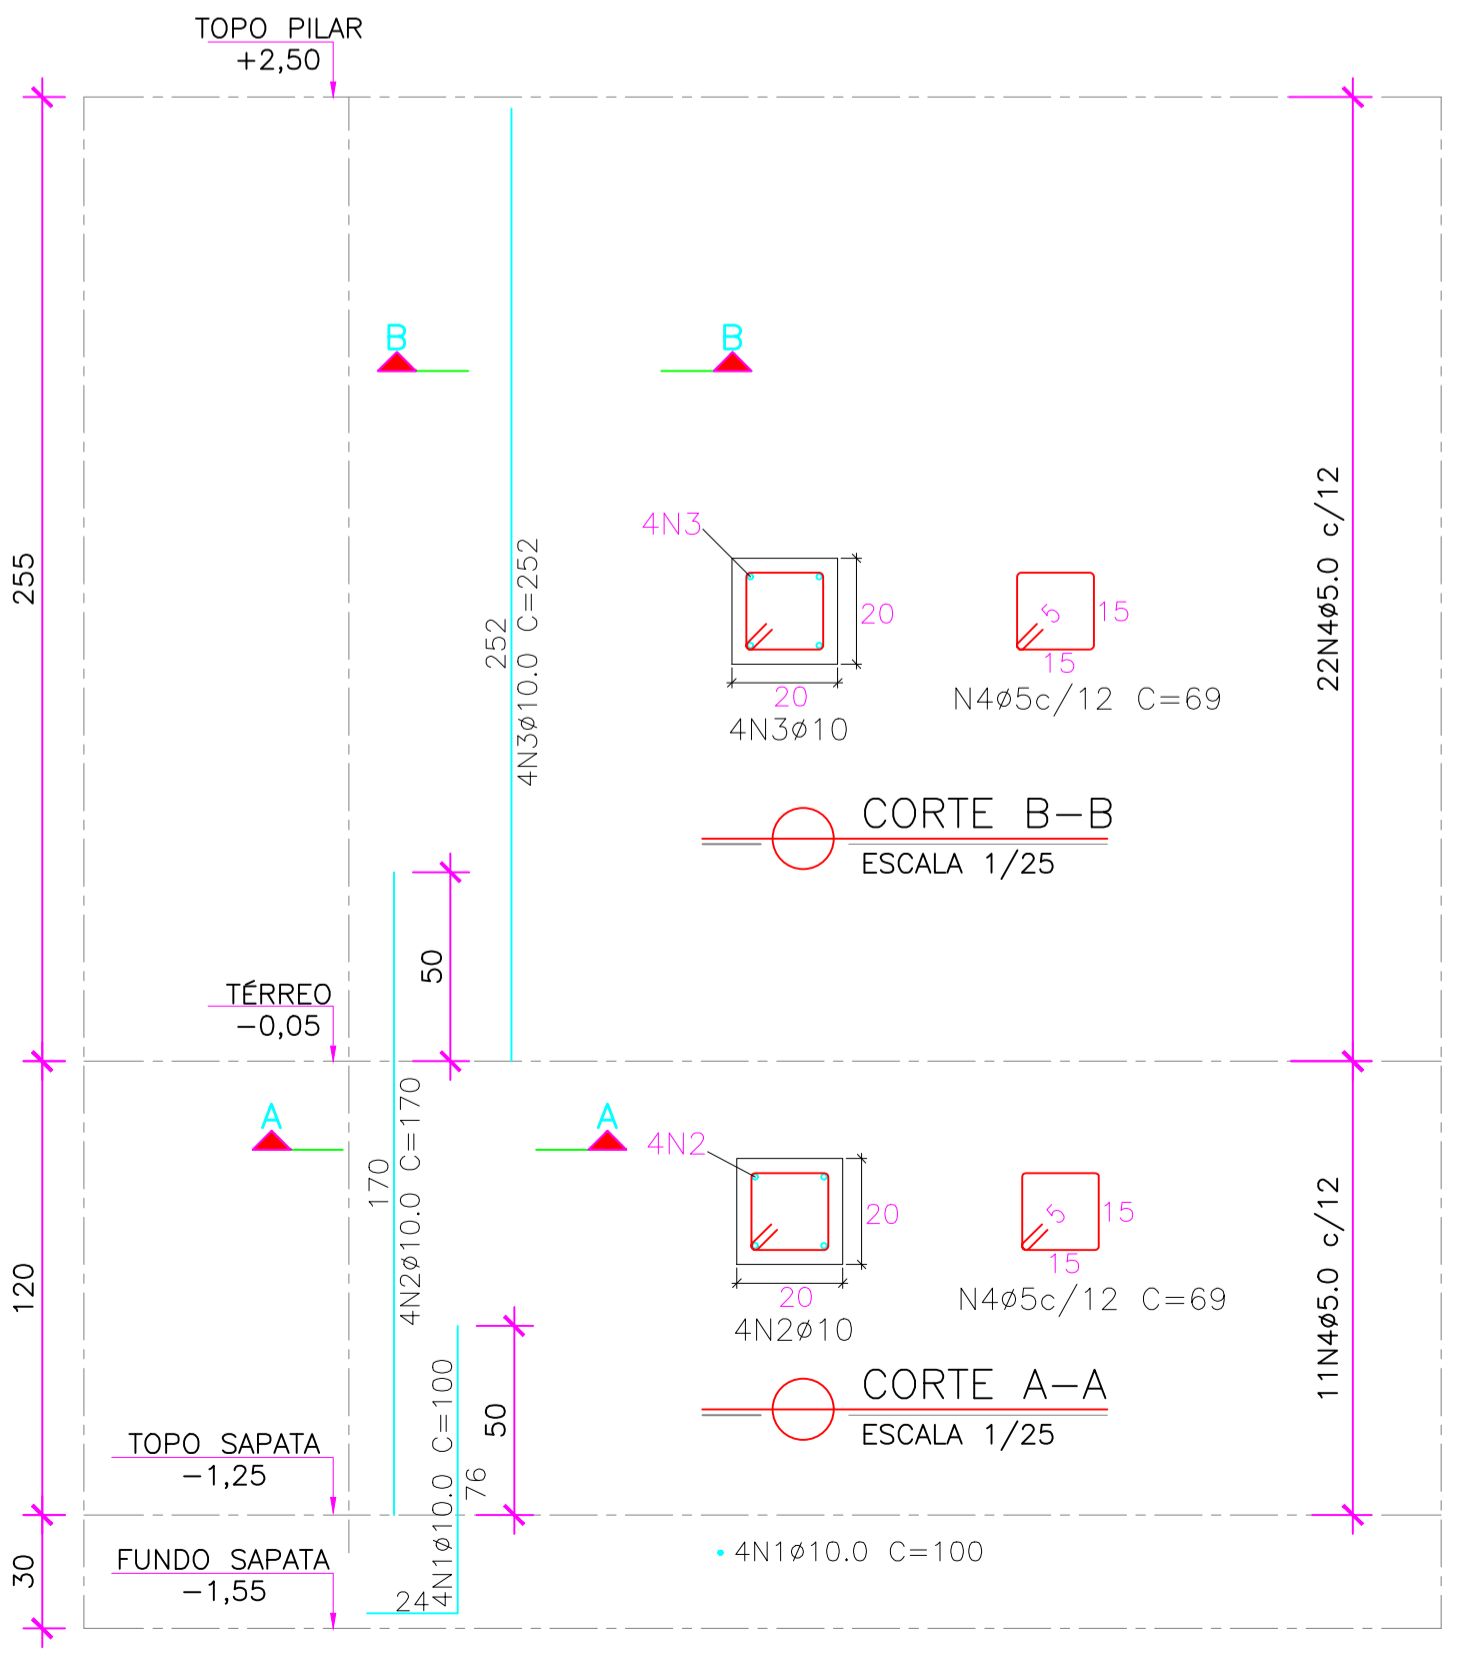 TOPO PILAR
+2,50
B
B
255
252
4N3ø10.0 C=252
4N3
20
20
4N3ø10
5
15
15
N4ø5c/12 C=69
22N4ø5.0 c/12
CORTE B-B
ESCALA 1/25
50
TÉRREO
-0,05
A
A
120
170
4N2ø10.0 C=170
4N2
20
20
4N2ø10
5
15
15
N4ø5c/12 C=69
11N4ø5.0 c/12
CORTE A-A
ESCALA 1/25
50
76
4N1ø10.0 C=100
24
TOPO SAPATA
-1,25
4N1ø10.0 C=100
30
FUNDO SAPATA
-1,55